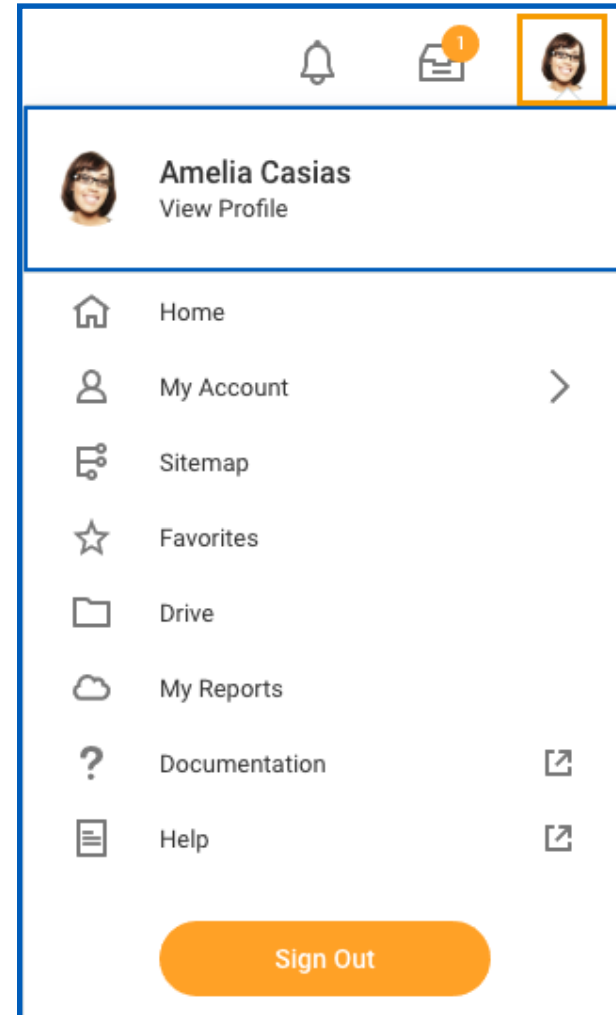 1
Amelia Casias
View Profile
Home
My Account
Sitemap
Favorites
Drive
My Reports
?
Documentation
Help
Sign Out